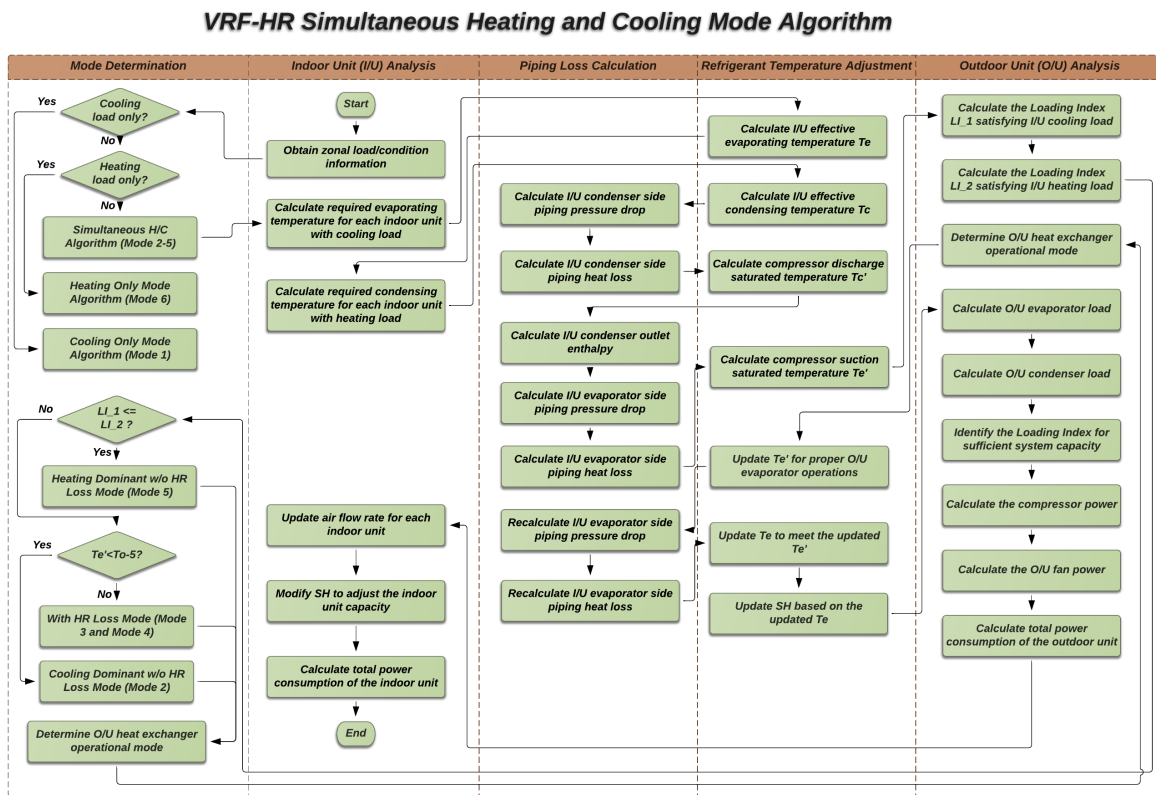 VRF-HR Simultaneous Heating and Cooling Mode Algorithm
Mode Determination
Indoor Unit (I/U) Analysis
Piping Loss Calculation
Refrigerant Temperature Adjustment
Outdoor Unit (O/U) Analysis
Cooling
load only?
Yes
No
Heating
load only?
Yes
No
Simultaneous H/C
Algorithm (Mode 2-5)
Heating Only Mode
Algorithm (Mode 6)
Cooling Only Mode
Algorithm (Mode 1)
LI_1 <=
LI_2 ?
No
Yes
Heating Dominant w/o HR
Loss Mode (Mode 5)
Te'<To-5?
Yes
No
With HR Loss Mode (Mode
3 and Mode 4)
Cooling Dominant w/o HR
Loss Mode (Mode 2)
Determine O/U heat exchanger
operational mode
Start
Obtain zonal load/condition
information
Calculate required evaporating
temperature for each indoor unit
with cooling load
Calculate required condensing
temperature for each indoor unit
with heating load
Update air flow rate for each
indoor unit
Modify SH to adjust the indoor
unit capacity
Calculate total power
consumption of the indoor unit
End
Calculate I/U condenser side
piping pressure drop
Calculate I/U condenser side
piping heat loss
Calculate I/U condenser outlet
enthalpy
Calculate I/U evaporator side
piping pressure drop
Calculate I/U evaporator side
piping heat loss
Recalculate I/U evaporator side
piping pressure drop
Recalculate I/U evaporator side
piping heat loss
Calculate I/U effective
evaporating temperature Te
Calculate I/U effective
condensing temperature Tc
Calculate compressor discharge
saturated temperature Tc'
Calculate compressor suction
saturated temperature Te'
Update Te' for proper O/U
evaporator operations
Update Te to meet the updated
Te'
Update SH based on the
updated Te
Calculate the Loading Index
LI_1 satisfying I/U cooling load
Calculate the Loading Index
LI_2 satisfying I/U heating load
Determine O/U heat exchanger
operational mode
Calculate O/U evaporator load
Calculate O/U condenser load
Identify the Loading Index for
sufficient system capacity
Calculate the compressor power
Calculate the O/U fan power
Calculate total power
consumption of the outdoor unit